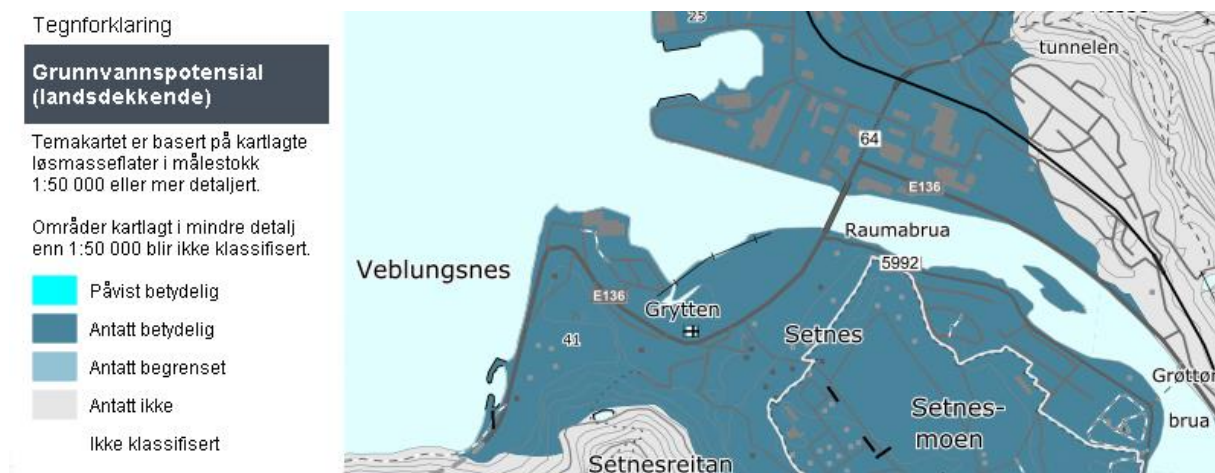 Tegnforklaring
Grunnvannspotensial
(landsdekkende)
Temakartet er basert på kartlagte
løsmasseflater i målestokk
1:50 000 eller mer detaljert.
Områder kartlagt i mindre detalj
enn 1:50 000 blir ikke klassifisert.
Påvist betydelig
Antatt betydelig
Antatt begrenset
Antatt ikke
Ikke klassifisert
25
tunnelen
64
E136
Raumabrua
5992
Veblungsnes
E136
Grytten
Setnes
41
Grøttør
brua
Setnes-
moen
Setnesreitan